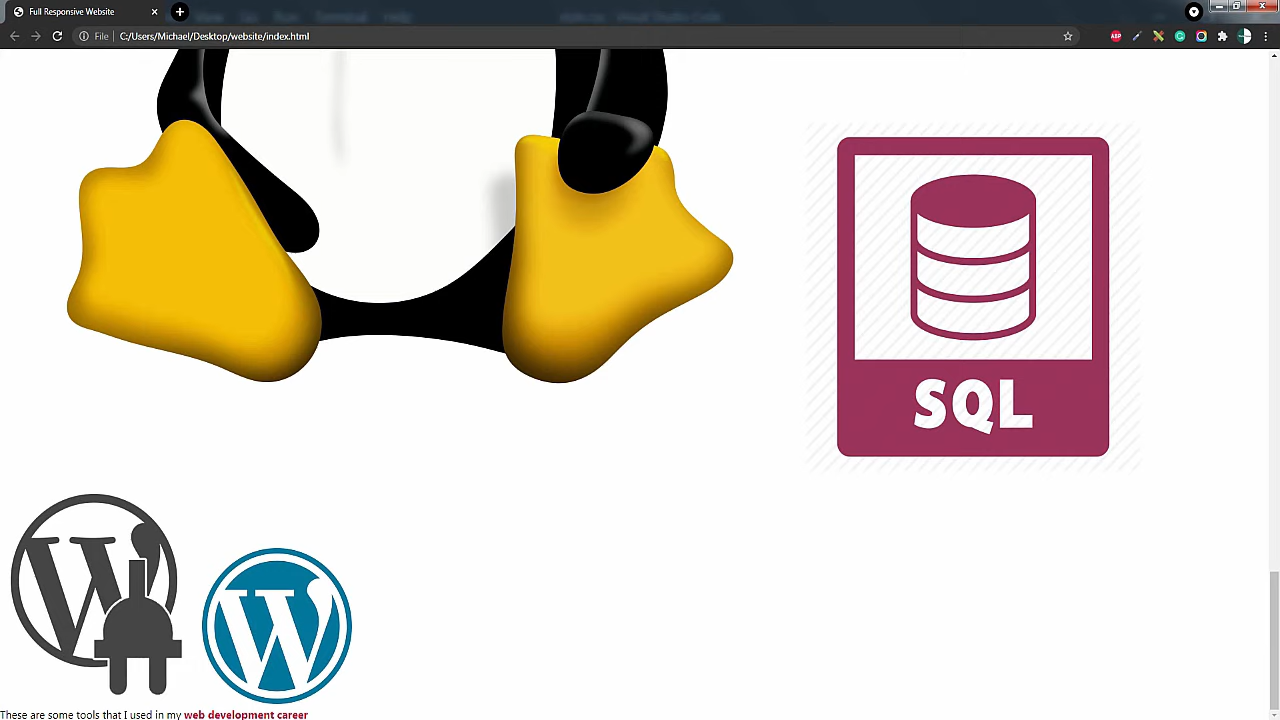 Full Responsive Website
File
C:/Users/Michael/Desktop/website/index.html
ABP
SQL
W
W
These are some tools that I used in my web development career